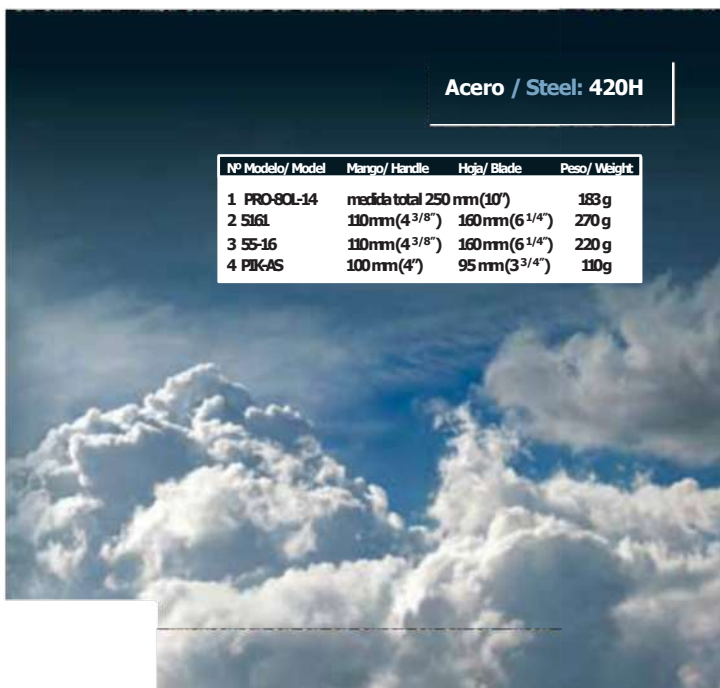 Acero / Steel: 420H
Nº Modelo/ Model Mango/ Handle Hoja/ Blade Peso/ Weight
1 PRO-80L-14 medida total 250 mm (10") 183 g
2 5161 110 mm (4 3/8") 160 mm (6 1/4") 270 g
3 55-16 110 mm (4 3/8") 160 mm (6 1/4") 220 g
4 PIK-AS 100 mm (4") 95 mm (3 3/4") 110 g